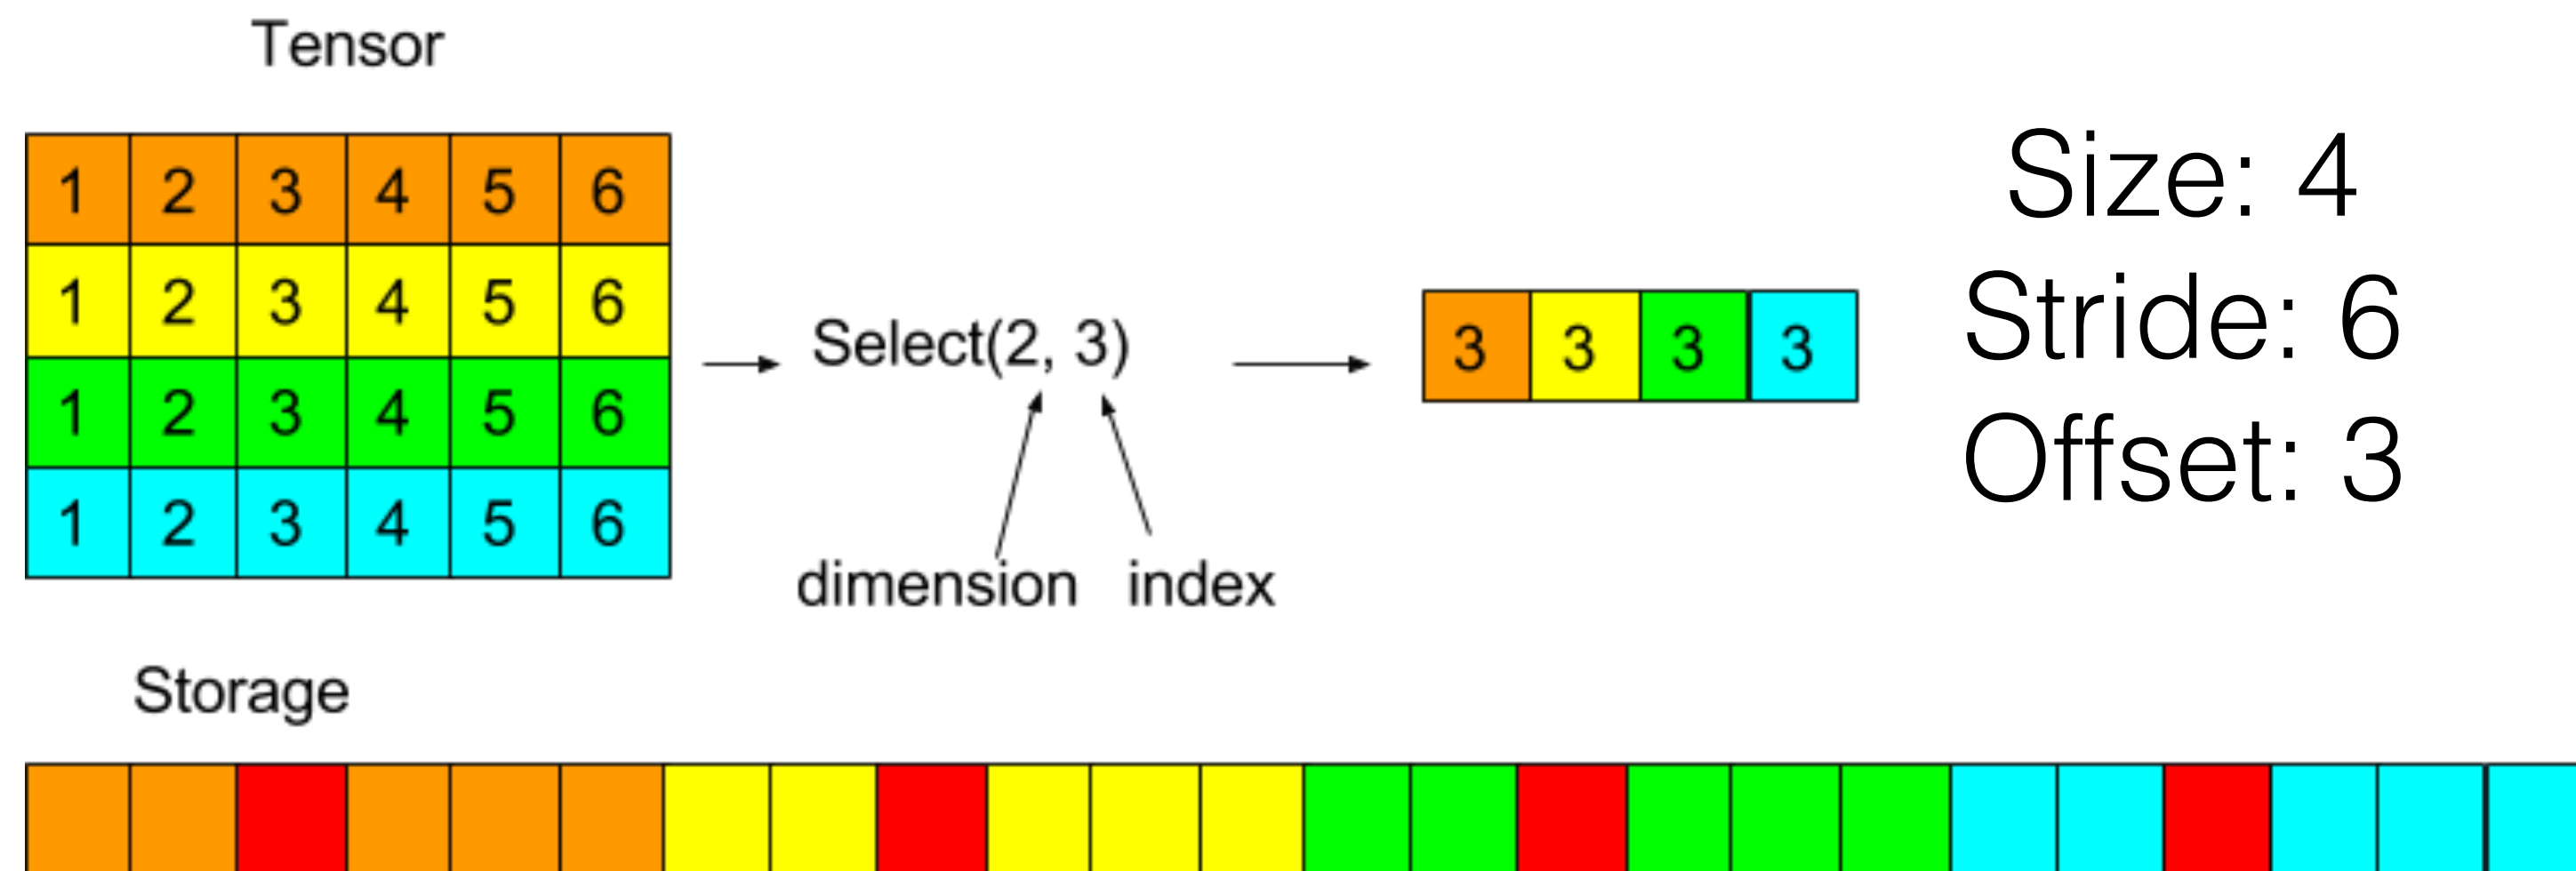 Tensor
1 2 3 4 5 6
1 2 3 4 5 6
1 2 3 4 5 6
1 2 3 4 5 6
Select(2, 3)
dimension index
3 3 3 3
Size: 4
Stride: 6
Offset: 3
Storage